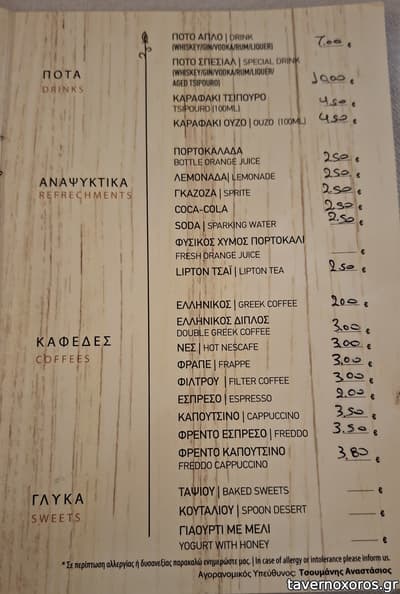 ΠΟΤΑ
DRINKS
ΠΟΤΟ ΑΠΛΟ | DRINK
(WHISKEY/GIN/VODKA/RUM/LIQUER) 7,00 €
ΠΟΤΟ ΣΠΕΣΙΑΛ | SPECIAL DRINK
(WHISKEY/GIN/VODKA/RUM/LIQUER/
AGED TSIPOURO) 10,00 €
ΚΑΡΑΦΑΚΙ ΤΣΙΠΟΥΡΟ
TSIPOURO (100ML) 4,50 €
ΚΑΡΑΦΑΚΙ ΟΥΖΟ | OUZO (100ML) 4,50 €
ΑΝΑΨΥΚΤΙΚΑ
REFRECHMENTS
ΠΟΡΤΟΚΑΛΑΔΑ
BOTTLE ORANGE JUICE 2,50 €
ΛΕΜΟΝΑΔΑ | LEMONADE 2,50 €
ΓΚΑΖΟΖΑ | SPRITE 2,50 €
COCA-COLA 2,50 €
SODA | SPARKING WATER 2,50 €
ΦΥΣΙΚΟΣ ΧΥΜΟΣ ΠΟΡΤΟΚΑΛΙ
FRESH ORANGE JUICE €
LIPTON ΤΣΑΪ | LIPTON TEA 2,50 €
ΚΑΦΕΔΕΣ
COFFEES
ΕΛΛΗΝΙΚΟΣ | GREEK COFFEE 2,00 €
ΕΛΛΗΝΙΚΟΣ ΔΙΠΛΟΣ
DOUBLE GREEK COFFEE 3,00 €
ΝΕΣ | HOT NESCAFE 3,00 €
ΦΡΑΠΕ | FRAPPE 3,00 €
ΦΙΛΤΡΟΥ | FILTER COFFEE 3,00 €
ΕΣΠΡΕΣΟ | ESPRESSO 2,00 €
ΚΑΠΟΥΤΣΙΝΟ | CAPPUCCINO 3,50 €
ΦΡΕΝΤΟ ΕΣΠΡΕΣΟ | FREDDO 3,50 €
ΦΡΕΝΤΟ ΚΑΠΟΥΤΣΙΝΟ
FREDDO CAPPUCCINO 3,80 €
ΓΛΥΚΑ
SWEETS
ΤΑΨΙΟΥ | BAKED SWEETS €
ΚΟΥΤΑΛΙΟΥ | SPOON DESERT €
ΓΙΑΟΥΡΤΙ ΜΕ ΜΕΛΙ
YOGURT WITH HONEY €
* Σε περίπτωση αλλεργίας ή δυσανεξίας παρακαλώ ενημερώστε μας. | In case of allergy or intolerance please inform us.
Αγορανομικός Υπεύθυνος: Τσουμάνης Αναστάσιος
tavernoxoros.gr